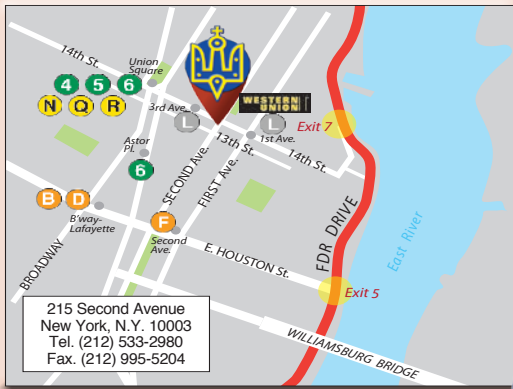 14th St.
Union
Square
4 5 6
N Q R
3rd Ave.
L
WESTERN
UNION
L
1st Ave.
Exit 7
13th St.
14th St.
Astor
Pl.
6
SECOND AVE.
FIRST AVE.
B D
B'way-
Lafayette
F
Second
Ave.
BROADWAY
E. HOUSTON St.
FDR DRIVE
East River
Exit 5
WILLIAMSBURG BRIDGE
215 Second Avenue
New York, N.Y. 10003
Tel. (212) 533-2980
Fax. (212) 995-5204